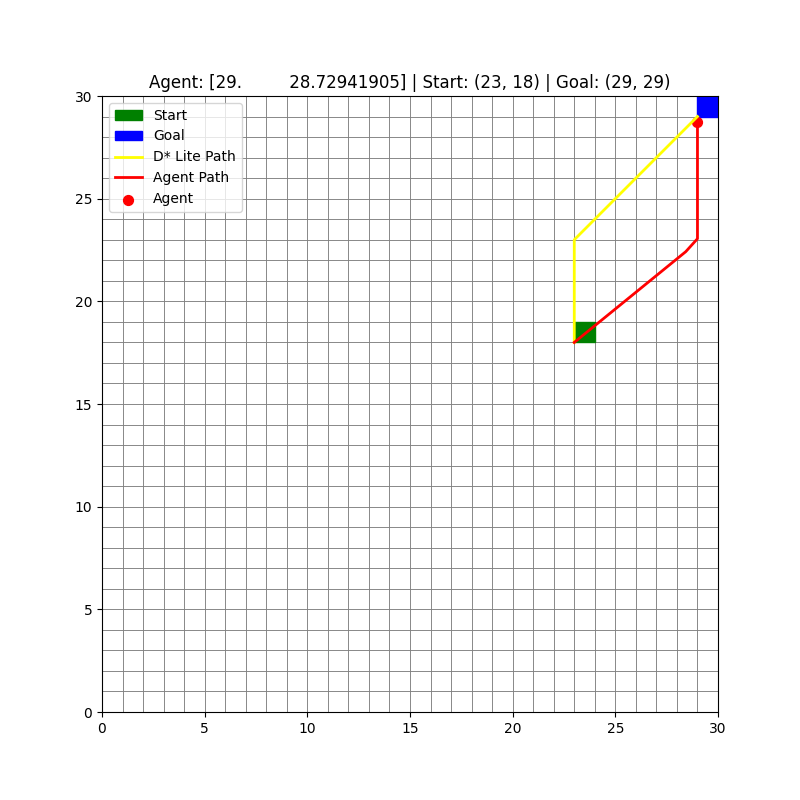 Agent: [29.         28.72941905] | Start: (23, 18) | Goal: (29, 29)
Start
Goal
D* Lite Path
Agent Path
Agent
30
25
20
15
10
5
0
0 5 10 15 20 25 30